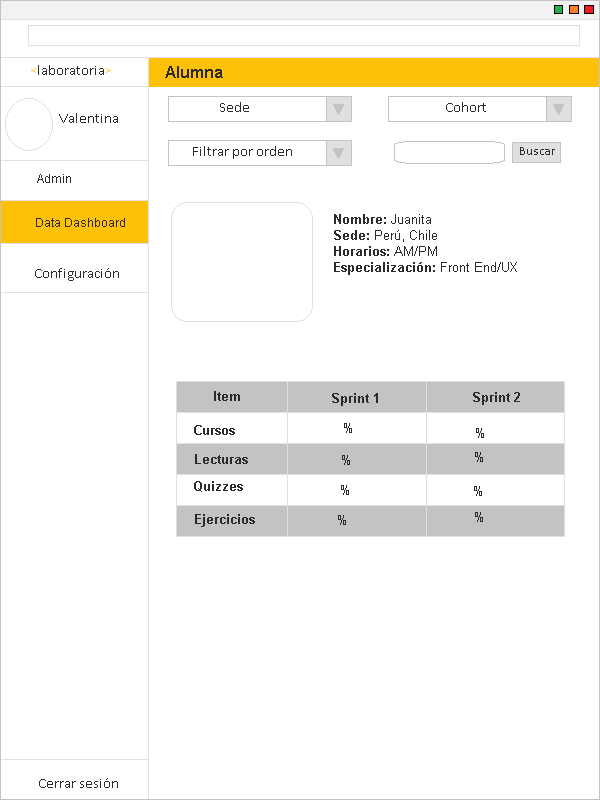 <laboratoria>
Alumna
Valentina
Sede
Cohort
Filtrar por orden
Buscar
Admin
Data Dashboard
Configuración
Nombre: Juanita
Sede: Perú, Chile
Horarios: AM/PM
Especialización: Front End/UX
Item Sprint 1 Sprint 2
Cursos % %
Lecturas % %
Quizzes % %
Ejercicios % %
Cerrar sesión